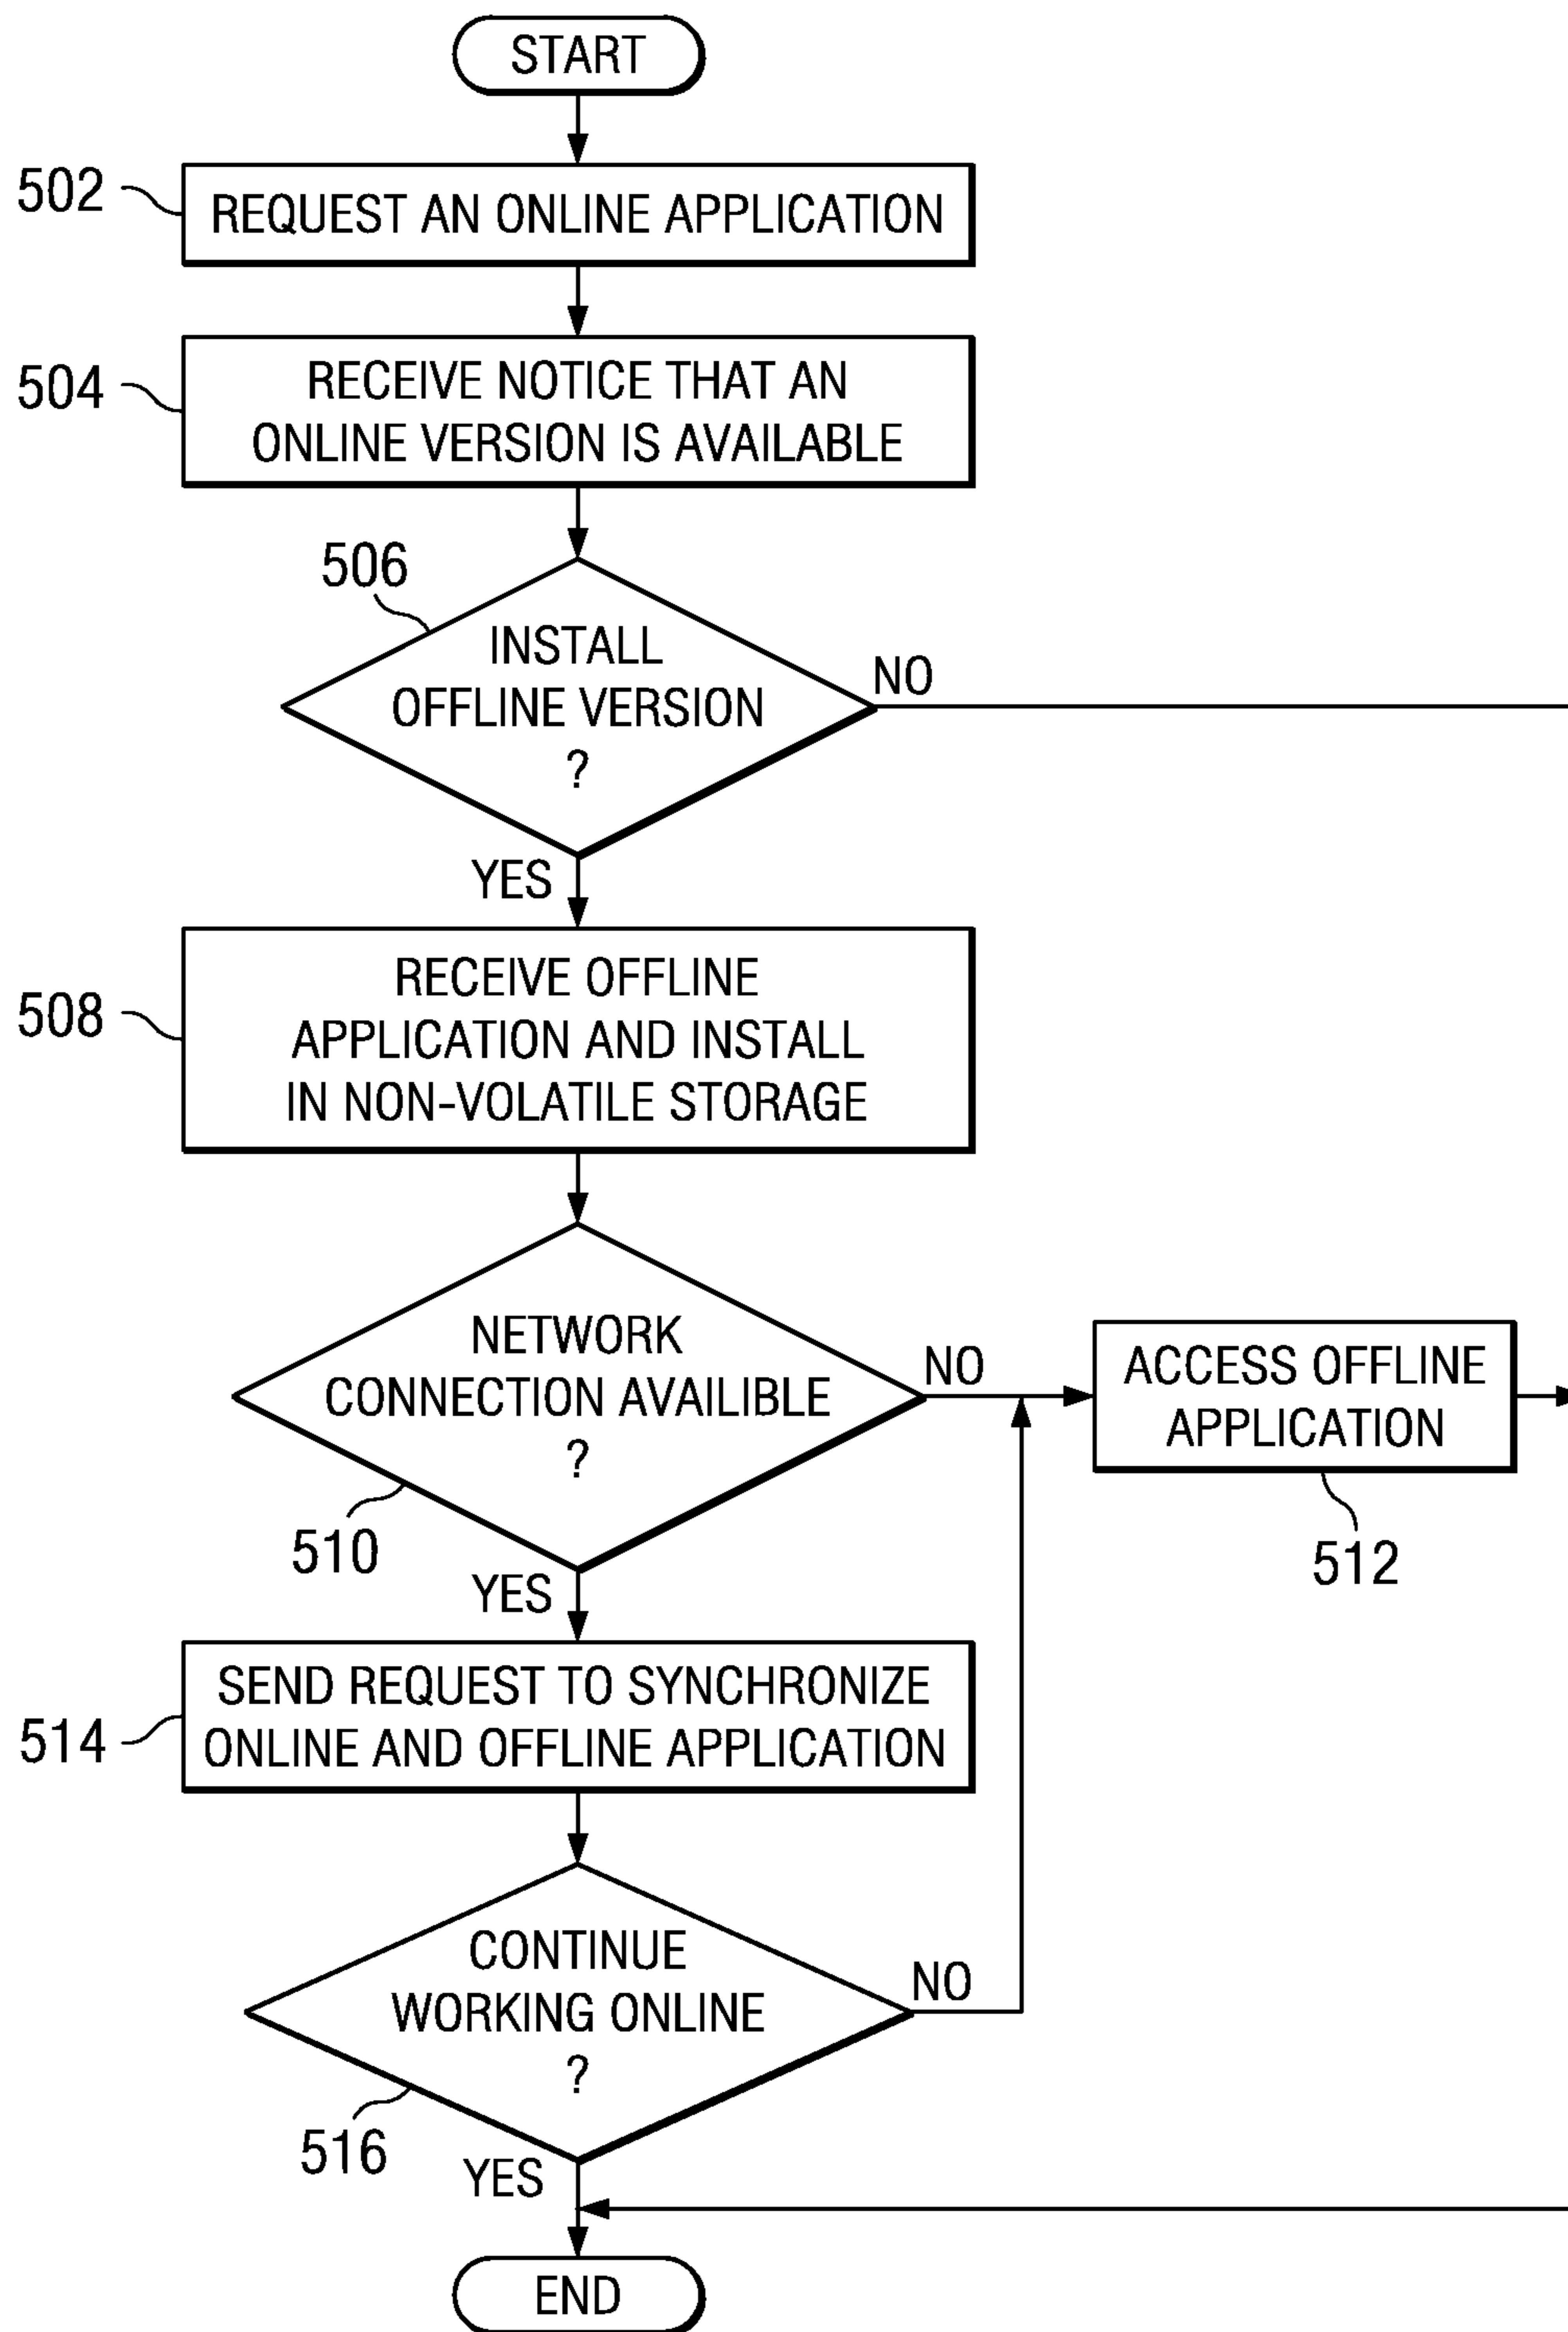 START
502
REQUEST AN ONLINE APPLICATION
504
RECEIVE NOTICE THAT AN
ONLINE VERSION IS AVAILABLE
506
INSTALL
OFFLINE VERSION
?
NO
YES
508
RECEIVE OFFLINE
APPLICATION AND INSTALL
IN NON-VOLATILE STORAGE
NETWORK
CONNECTION AVAILIBLE
?
NO
510
YES
ACCESS OFFLINE
APPLICATION
512
514
SEND REQUEST TO SYNCHRONIZE
ONLINE AND OFFLINE APPLICATION
CONTINUE
WORKING ONLINE
?
NO
516
YES
END